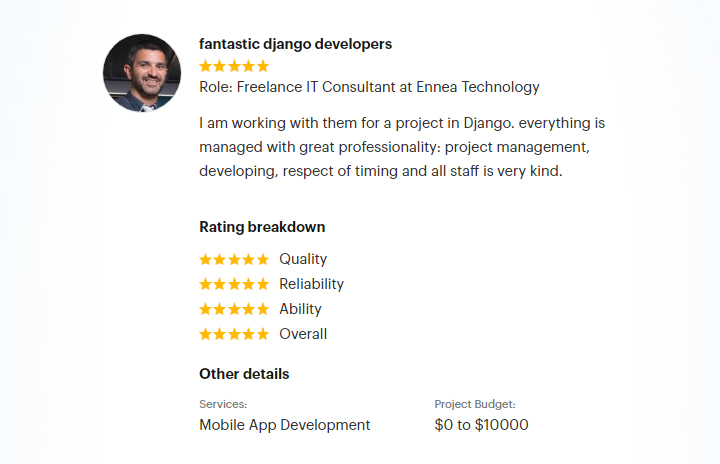 fantastic django developers
Role: Freelance IT Consultant at Ennea Technology
I am working with them for a project in Django. everything is
managed with great professionality: project management,
developing, respect of timing and all staff is very kind.
Rating breakdown
Quality
Reliability
Ability
Overall
Other details
Services: Project Budget:
Mobile App Development $0 to $10000